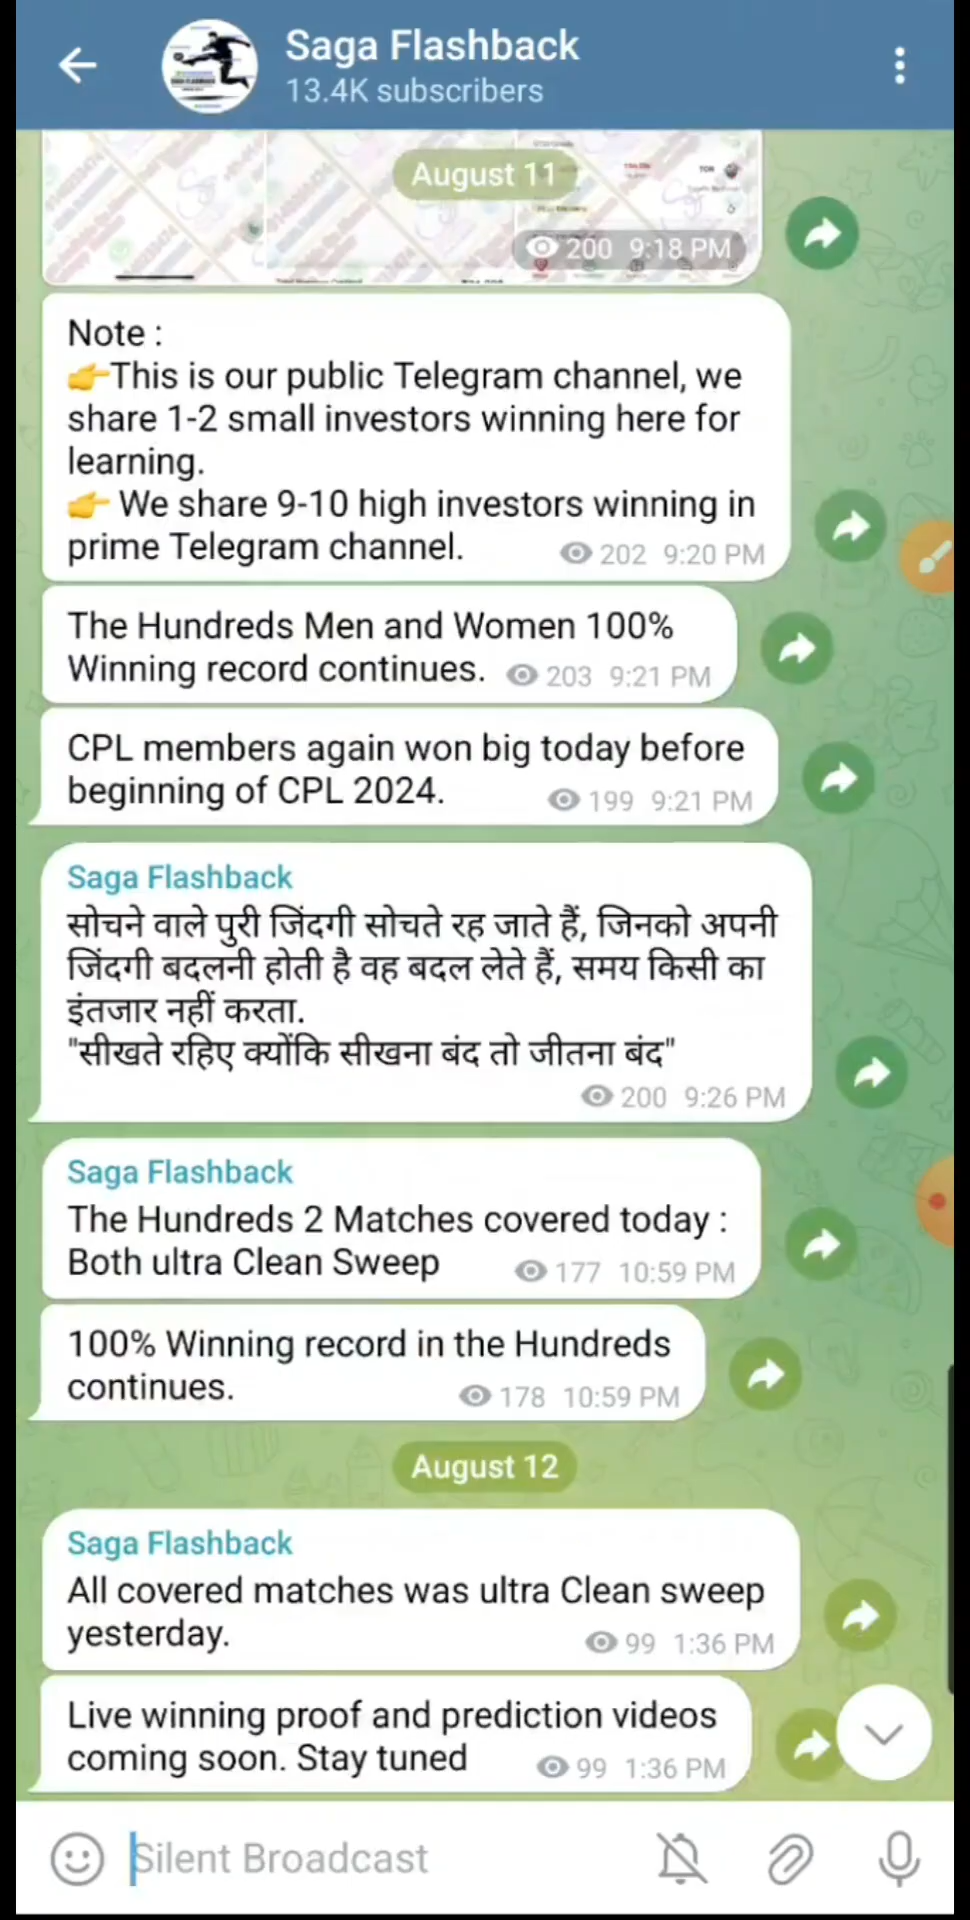 Saga Flashback
13.4K subscribers
August 11
200 9:18 PM
Note :
👉This is our public Telegram channel, we
share 1-2 small investors winning here for
learning.
👉 We share 9-10 high investors winning in
prime Telegram channel. 202 9:20 PM
The Hundreds Men and Women 100%
Winning record continues. 203 9:21 PM
CPL members again won big today before
beginning of CPL 2024. 199 9:21 PM
Saga Flashback
सोचने वाले पुरी जिंदगी सोचते रह जाते हैं, जिनको अपनी
जिंदगी बदलनी होती है वह बदल लेते हैं, समय किसी का
इंतजार नहीं करता.
"सीखते रहिए क्योंकि सीखना बंद तो जीतना बंद"
200 9:26 PM
Saga Flashback
The Hundreds 2 Matches covered today :
Both ultra Clean Sweep 177 10:59 PM
100% Winning record in the Hundreds
continues. 178 10:59 PM
August 12
Saga Flashback
All covered matches was ultra Clean sweep
yesterday. 99 1:36 PM
Live winning proof and prediction videos
coming soon. Stay tuned 99 1:36 PM
Silent Broadcast